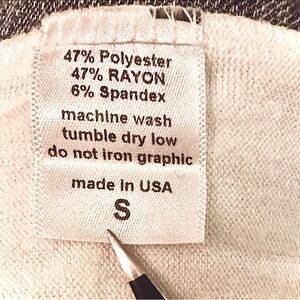 47% Polyester
47% RAYON
6% Spandex
machine wash
tumble dry low
do not iron graphic
made in USA
S